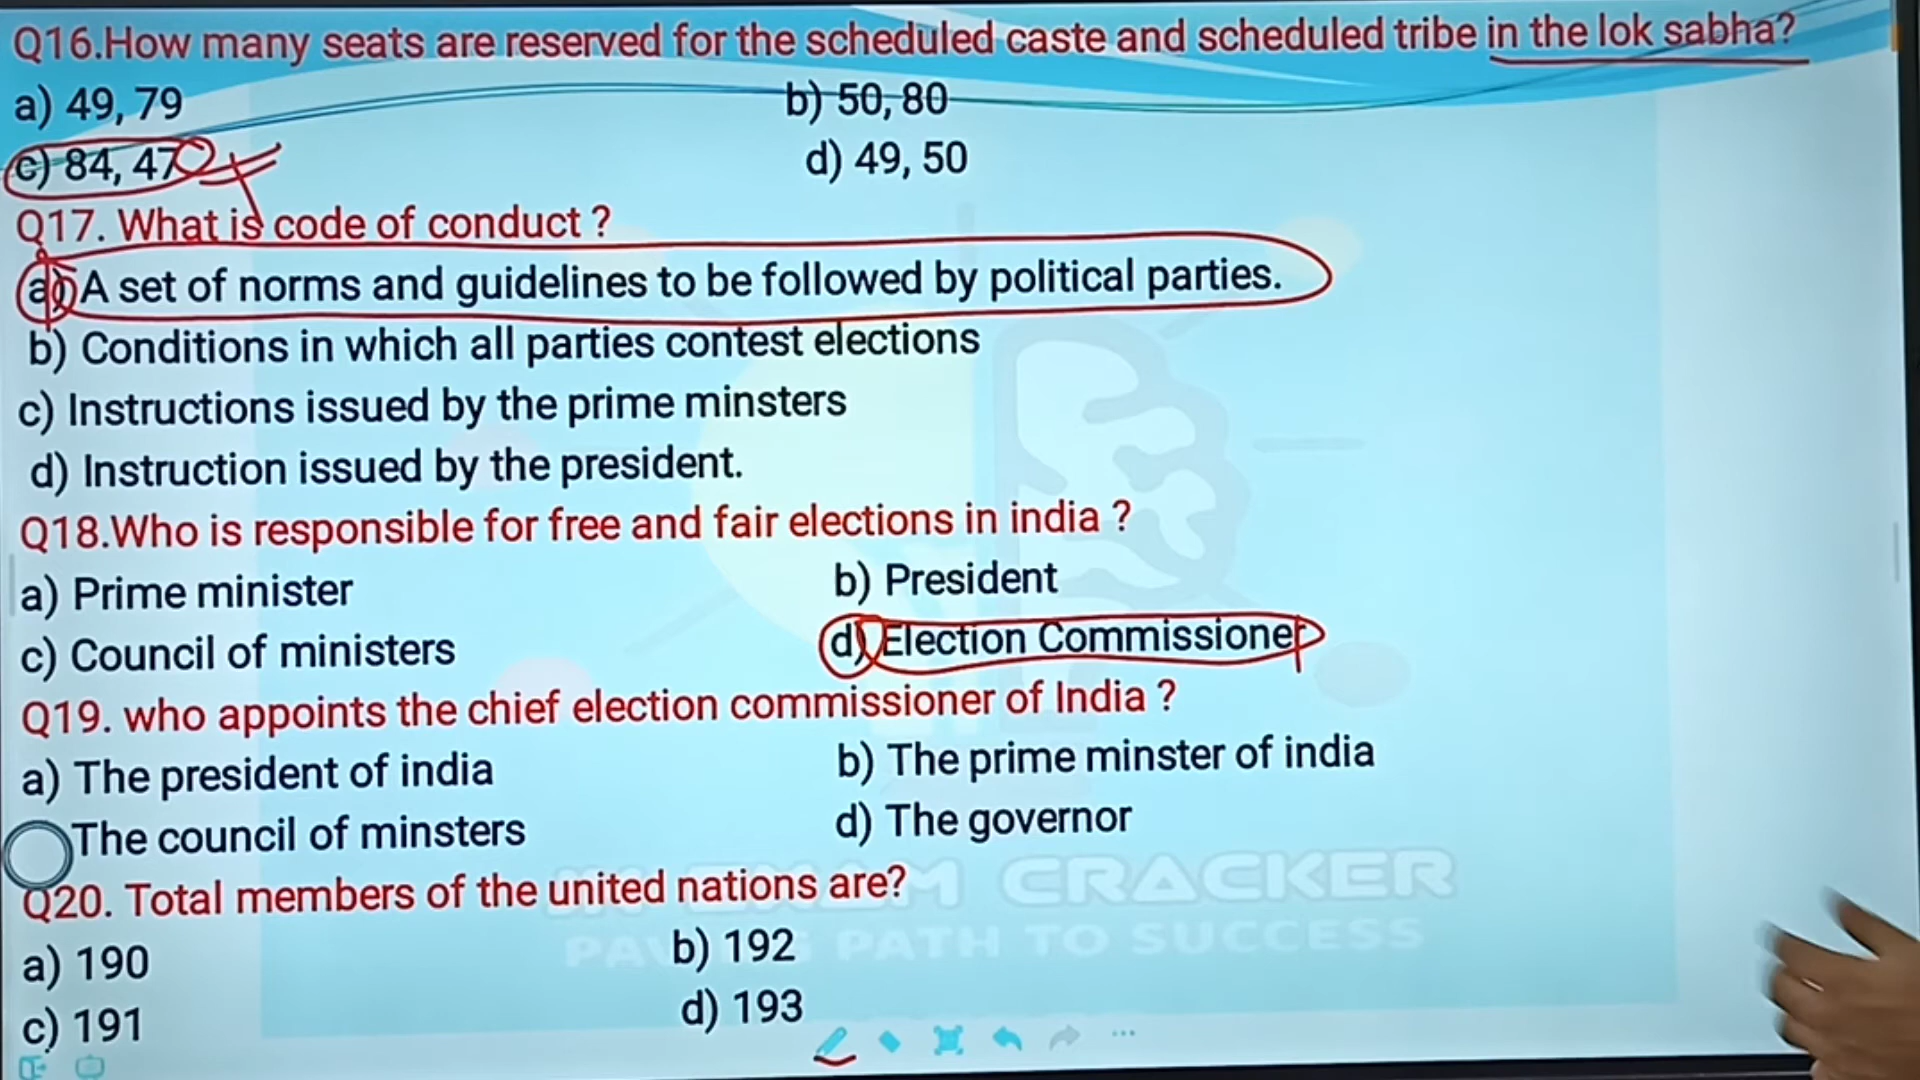 Q16.How many seats are reserved for the scheduled caste and scheduled tribe in the lok sabha?
a) 49, 79 b) 50, 80
c) 84, 47 d) 49, 50
Q17. What is code of conduct ?
a) A set of norms and guidelines to be followed by political parties.
b) Conditions in which all parties contest elections
c) Instructions issued by the prime minsters
d) Instruction issued by the president.
Q18.Who is responsible for free and fair elections in india ?
a) Prime minister b) President
c) Council of ministers d) Election Commissioner
Q19. who appoints the chief election commissioner of India ?
a) The president of india b) The prime minster of india
The council of minsters d) The governor
Q20. Total members of the united nations are?
EXAM CRACKER
PATH TO SUCCESS
a) 190 b) 192
c) 191 d) 193